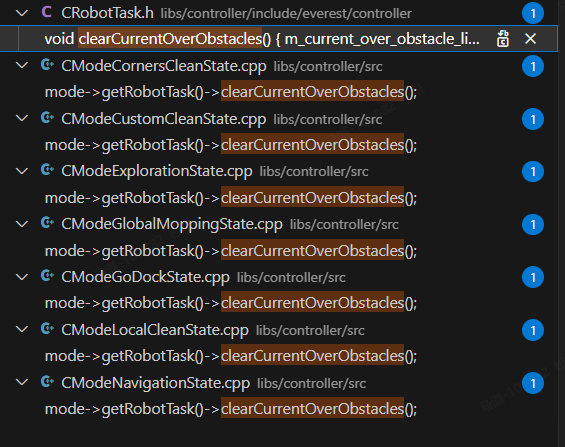 CRobotTask.h libs/controller/include/everest/controller 1
void clearCurrentOverObstacles() { m_current_over_obstacle_li...
CModeCornersCleanState.cpp libs/controller/src 1
mode->getRobotTask()->clearCurrentOverObstacles();
CModeCustomCleanState.cpp libs/controller/src 1
mode->getRobotTask()->clearCurrentOverObstacles();
CModeExplorationState.cpp libs/controller/src 1
mode->getRobotTask()->clearCurrentOverObstacles();
CModeGlobalMoppingState.cpp libs/controller/src 1
mode->getRobotTask()->clearCurrentOverObstacles();
CModeGoDockState.cpp libs/controller/src 1
mode->getRobotTask()->clearCurrentOverObstacles();
CModeLocalCleanState.cpp libs/controller/src 1
mode->getRobotTask()->clearCurrentOverObstacles();
CModeNavigationState.cpp libs/controller/src 1
mode->getRobotTask()->clearCurrentOverObstacles();